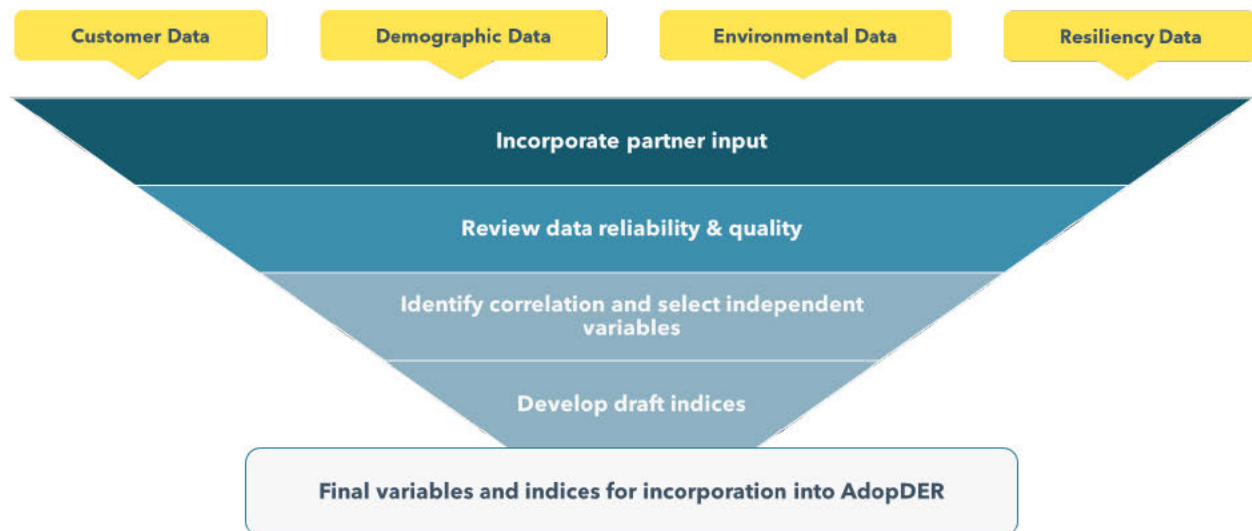 Customer Data
Demographic Data
Environmental Data
Resiliency Data
Incorporate partner input
Review data reliability & quality
Identify correlation and select independent
variables
Develop draft indices
Final variables and indices for incorporation into AdopDER